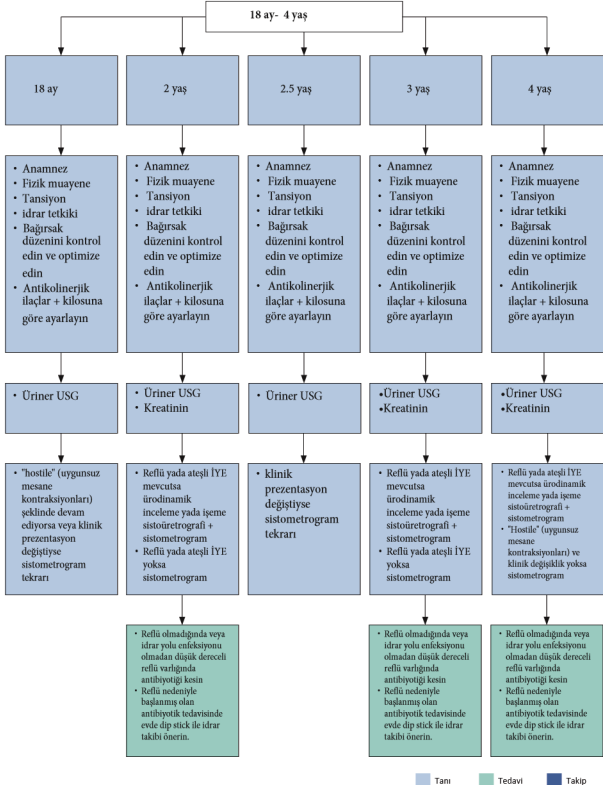 18 ay- 4 yaş
18 ay
2 yaş
2.5 yaş
3 yaş
4 yaş
• Anamnez
• Fizik muayene
• Tansiyon
• idrar tetkiki
• Bağırsak
düzenini kontrol
edin ve optimize
edin
• Antikolinerjik
ilaçlar + kilosuna
göre ayarlayın
• Anamnez
• Fizik muayene
• Tansiyon
• idrar tetkiki
• Bağırsak
düzenini kontrol
edin ve optimize
edin
• Antikolinerjik
ilaçlar + kilosuna
göre ayarlayın
• Anamnez
• Fizik muayene
• Tansiyon
• idrar tetkiki
• Bağırsak
düzenini kontrol
edin ve optimize
edin
• Antikolinerjik
ilaçlar + kilosuna
göre ayarlayın
• Anamnez
• Fizik muayene
• Tansiyon
• idrar tetkiki
• Bağırsak
düzenini kontrol
edin ve optimize
edin
• Antikolinerjik
ilaçlar + kilosuna
göre ayarlayın
• Anamnez
• Fizik muayene
• Tansiyon
• idrar tetkiki
• Bağırsak
düzenini kontrol
edin ve optimize
edin
• Antikolinerjik
ilaçlar + kilosuna
göre ayarlayın
• Üriner USG
• Üriner USG
• Kreatinin
• Üriner USG
•Üriner USG
•Kreatinin
•Üriner USG
•Kreatinin
• "hostile" (uygunsuz
mesane
kontraksiyonları)
şeklinde devam
ediyorsa veya klinik
prezentasyon
değiştiyse
sistometrogram
tekrarı
• Reflü yada ateşli İYE
mevcutsa
ürodinamik
inceleme yada işeme
sistoüretrografi +
sistometrogram
• Reflü yada ateşli İYE
yoksa
sistometrogram
• klinik
prezentasyon
değiştiyse
sistometrogram
tekrarı
• Reflü yada ateşli İYE
mevcutsa
ürodinamik
inceleme yada işeme
sistoüretrografi +
sistometrogram
• Reflü yada ateşli İYE
yoksa
sistometrogram
Reflü yada ateşli İYE
mevcutsa ürodinamik
inceleme yada işeme
sistoüretrografi +
sistometrogram
• "Hostile" (uygunsuz
mesane
kontraksiyonları) ve
klinik değişiklik yoksa
sistometrogram
• Reflü olmadığında veya
idrar yolu enfeksiyonu
olmadan düşük dereceli
reflü varlığında
antibiyotiği kesin
• Reflü nedeniyle
başlanmış olan
antibiyotik tedavisinde
evde dip stick ile idrar
takibi önerin.
• Reflü olmadığında veya
idrar yolu enfeksiyonu
olmadan düşük dereceli
reflü varlığında
antibiyotiği kesin
• Reflü nedeniyle
başlanmış olan
antibiyotik tedavisinde
evde dip stick ile idrar
takibi önerin.
• Reflü olmadığında veya
idrar yolu enfeksiyonu
olmadan düşük dereceli
reflü varlığında
antibiyotiği kesin
• Reflü nedeniyle
başlanmış olan
antibiyotik tedavisinde
evde dip stick ile idrar
takibi önerin.
Tanı
Tedavi
Takip